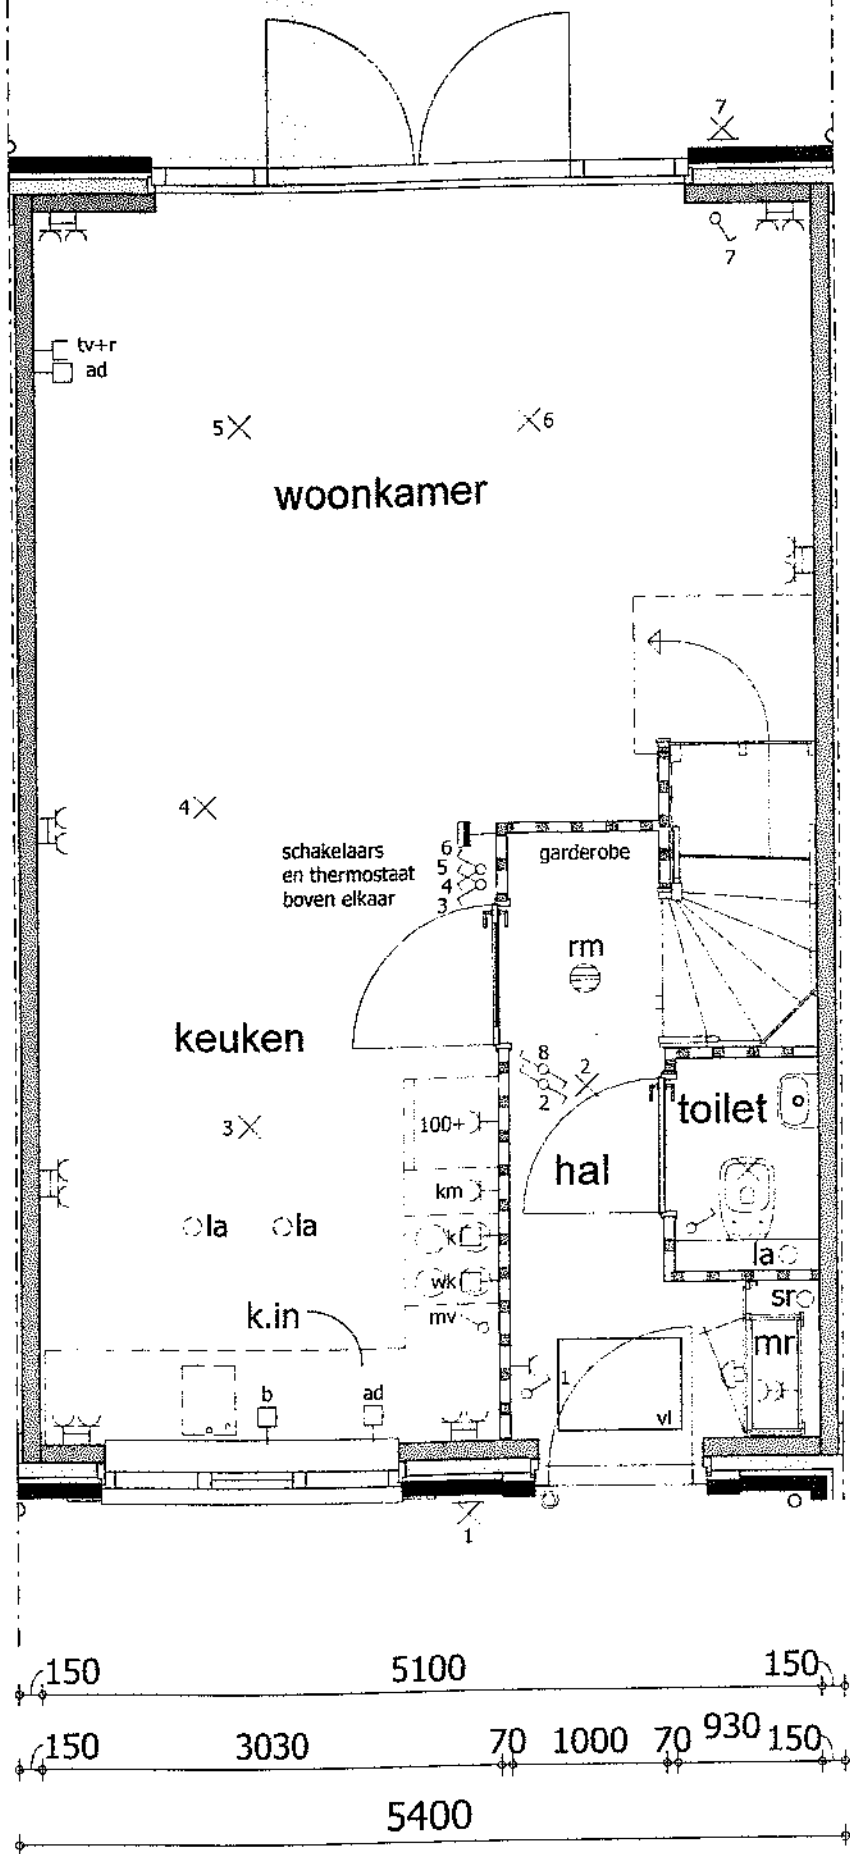 7
7
tv+r
ad
5
6
woonkamer
4
schakelaars
en thermostaat
boven elkaar
6
5
4
3
garderobe
rm
keuken
8
2
2
toilet
3
100+
hal
km
la
la
k
wk
la
k.in
mv
sr
mr
b
ad
1
vl
1
150
5100
150
150
3030
70
1000
70
930
150
5400